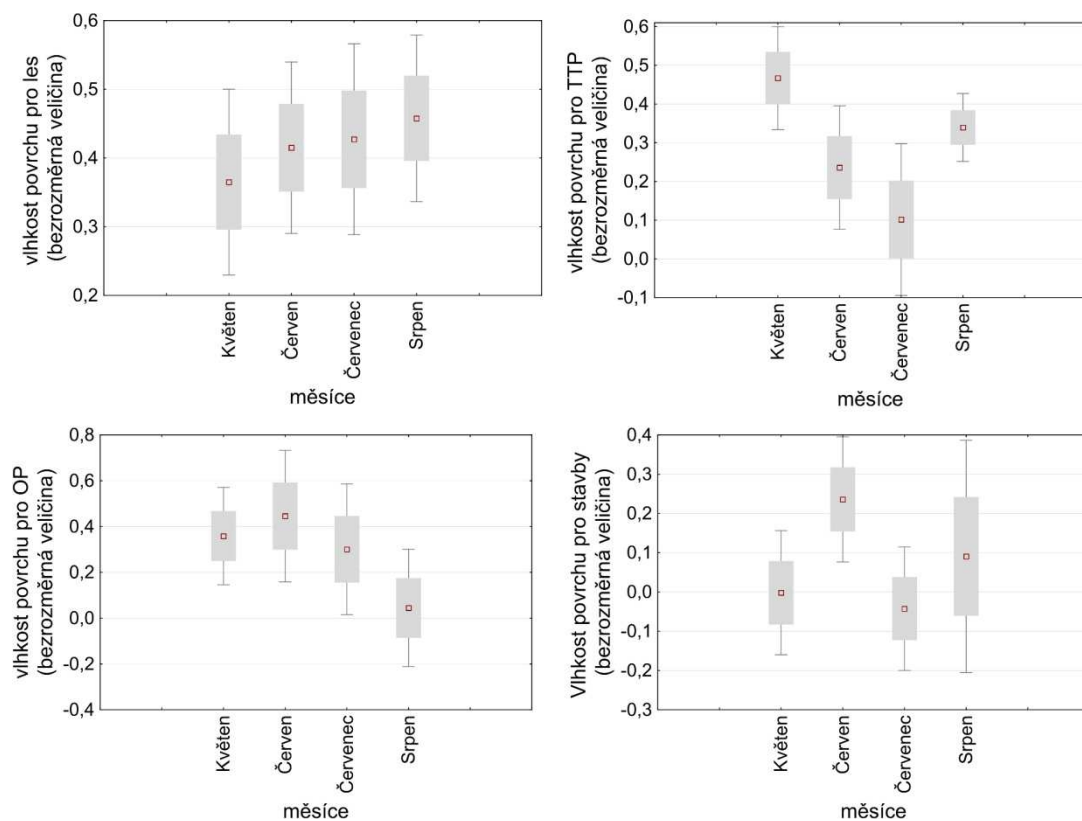 vlhkost povrchu pro les
(bezrozměrná veličina)
0,6
0,5
0,4
0,3
0,2
Květen
Červen
Červenec
Srpen
měsíce
vlhkost povrchu pro TTP
(bezrozměrná veličina)
0,6
0,5
0,4
0,3
0,2
0,1
0,0
-0,1
Květen
Červen
Červenec
Srpen
měsíce
vlhkost povrchu pro OP
(bezrozměrná veličina)
0,8
0,6
0,4
0,2
0,0
-0,2
-0,4
Květen
Červen
Červenec
Srpen
měsíce
Vlhkost povrchu pro stavby
(bezrozměrná veličina)
0,4
0,3
0,2
0,1
0,0
-0,1
-0,2
-0,3
Květen
Červen
Červenec
Srpen
měsíce